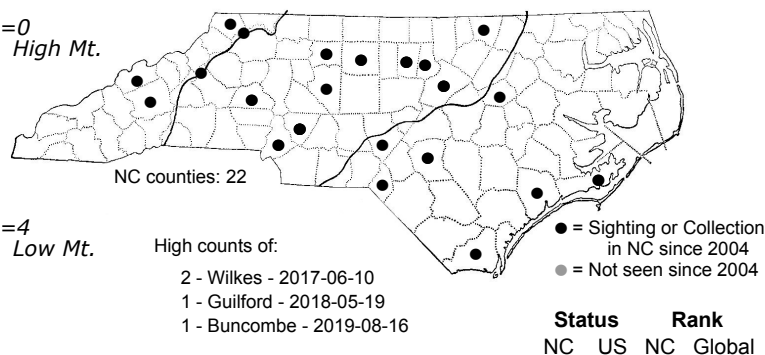 =0
High Mt.
NC counties: 22
=4
Low Mt.
High counts of:
2 - Wilkes - 2017-06-10
1 - Guilford - 2018-05-19
1 - Buncombe - 2019-08-16
● = Sighting or Collection
in NC since 2004
● = Not seen since 2004
Status Rank
NC US NC Global